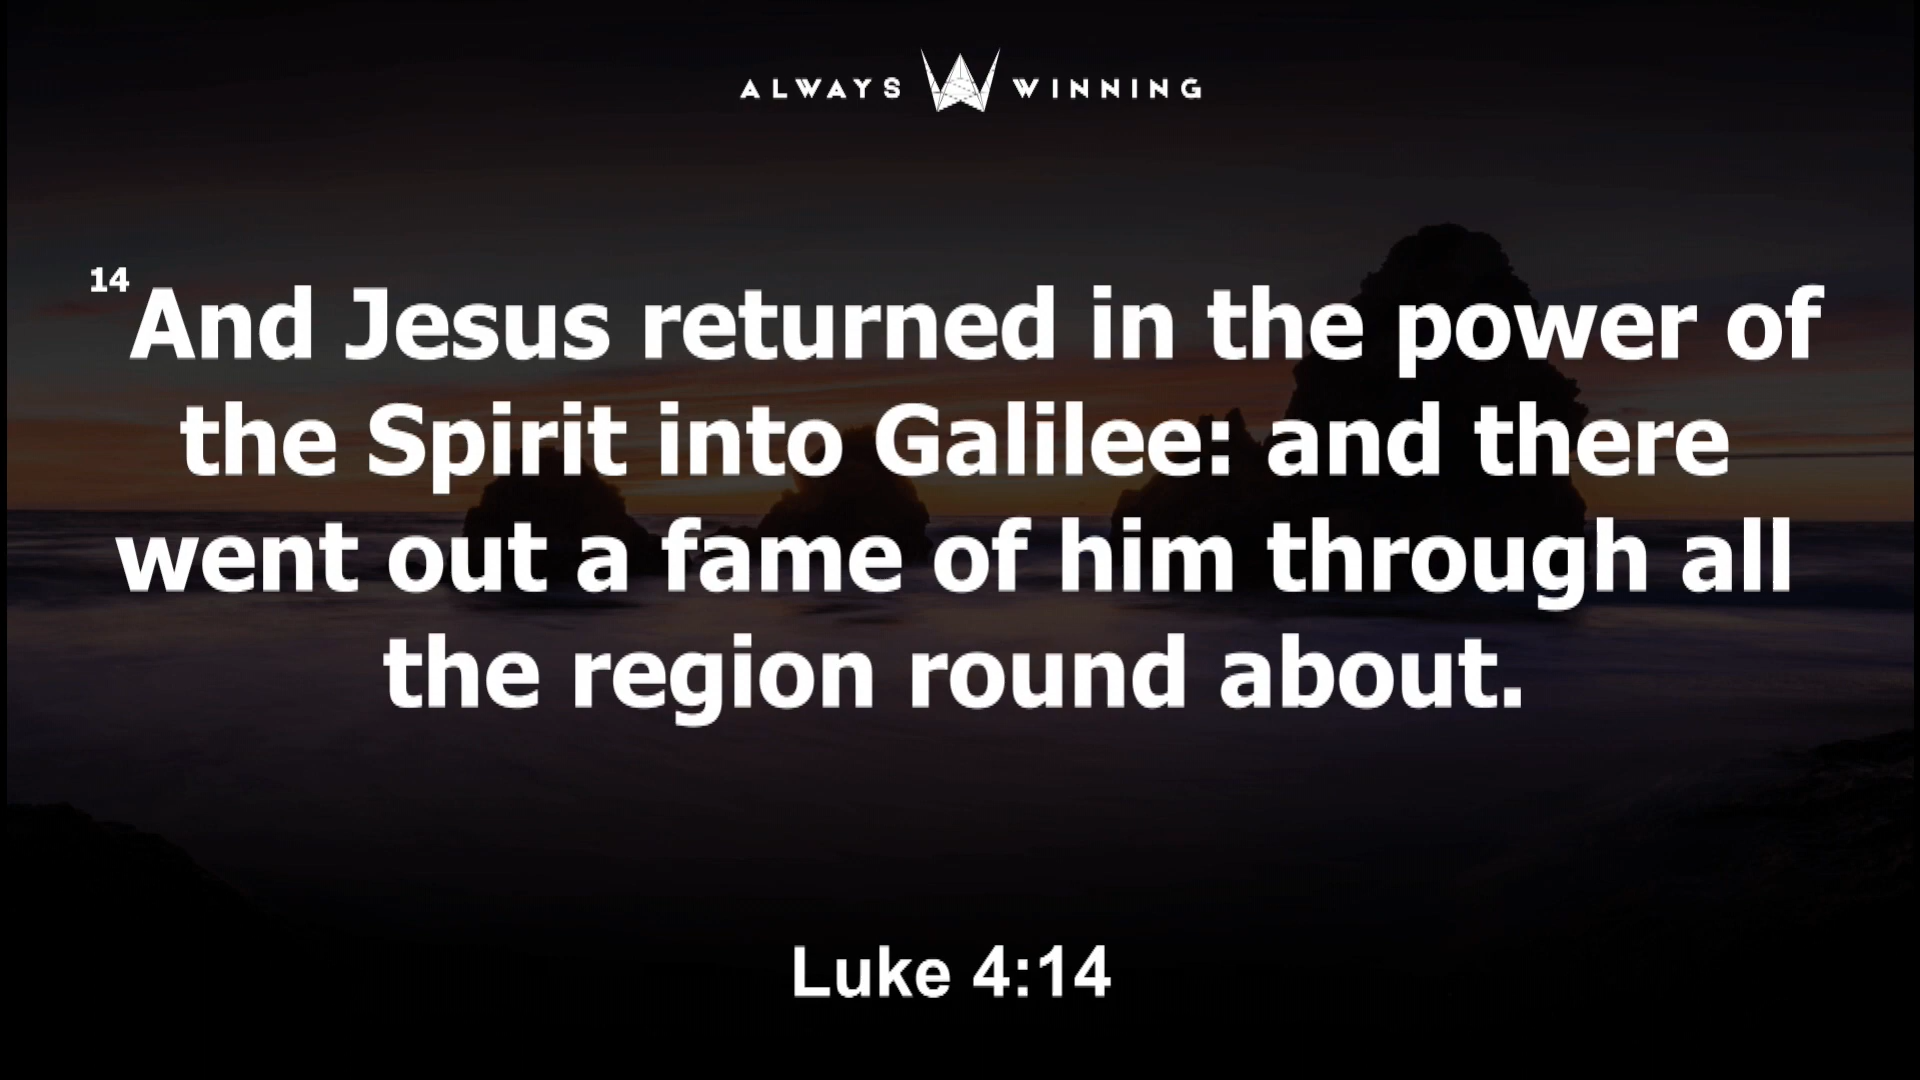 ALWAYS WINNING
14 And Jesus returned in the power of
the Spirit into Galilee: and there
went out a fame of him through all
the region round about.
Luke 4:14